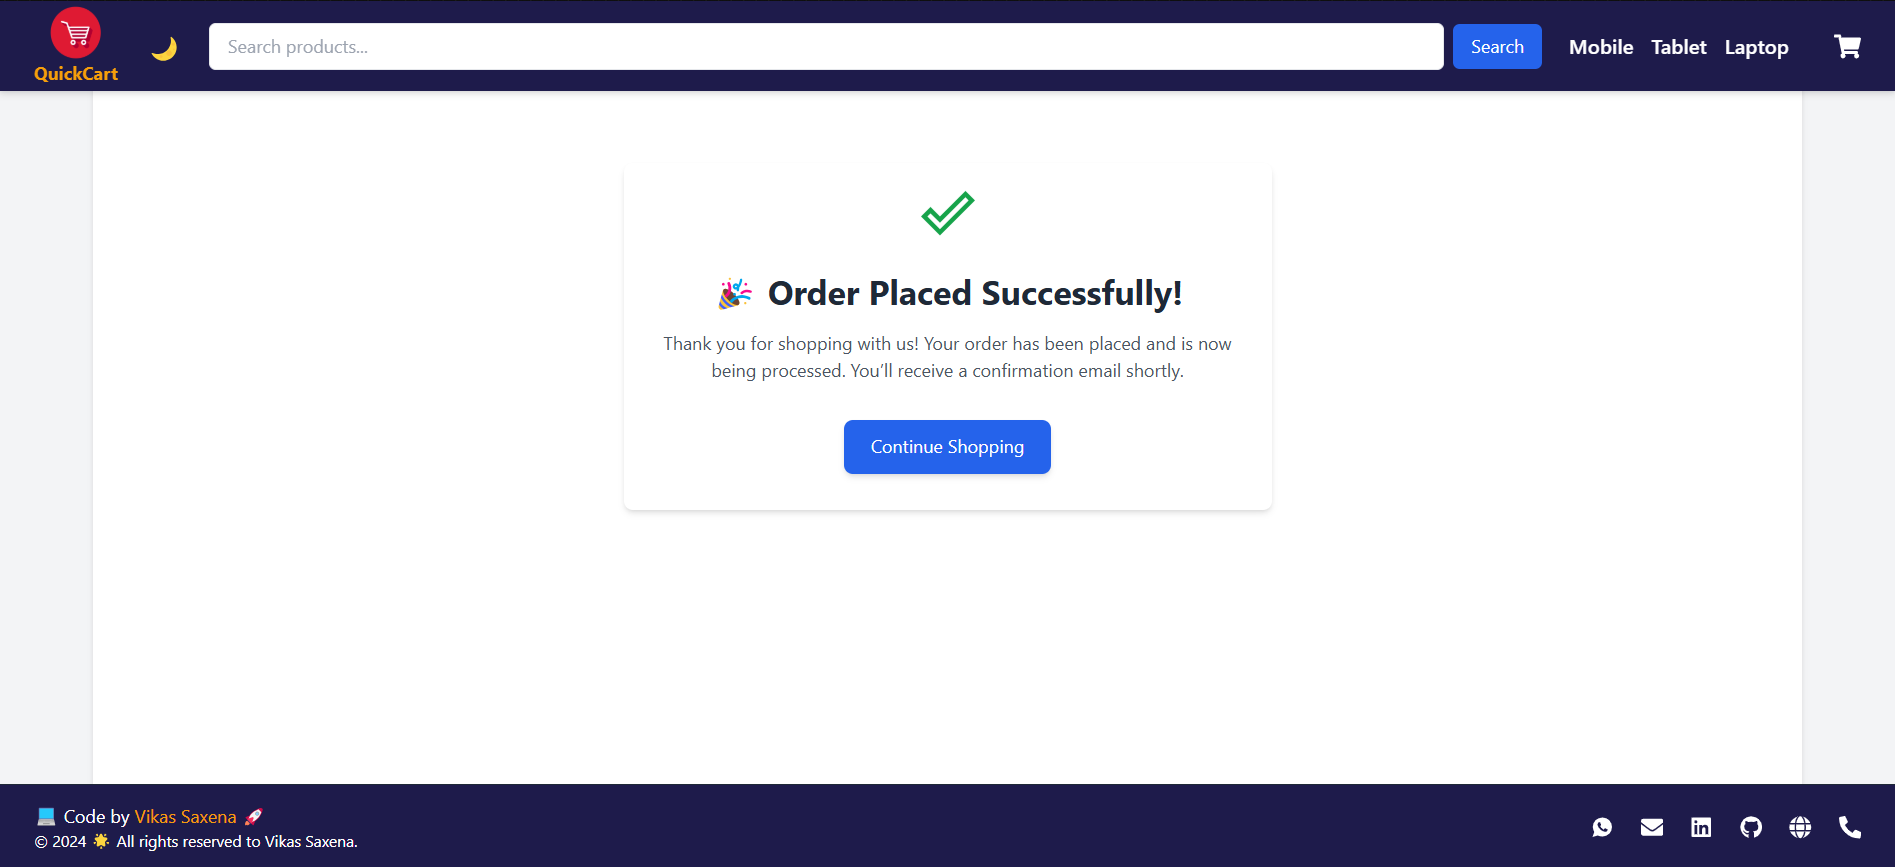 QuickCart
Search products...
Search
Mobile Tablet Laptop
🎉 Order Placed Successfully!
Thank you for shopping with us! Your order has been placed and is now
being processed. You’ll receive a confirmation email shortly.
Continue Shopping
💻 Code by Vikas Saxena 🚀
© 2024 🌟 All rights reserved to Vikas Saxena.